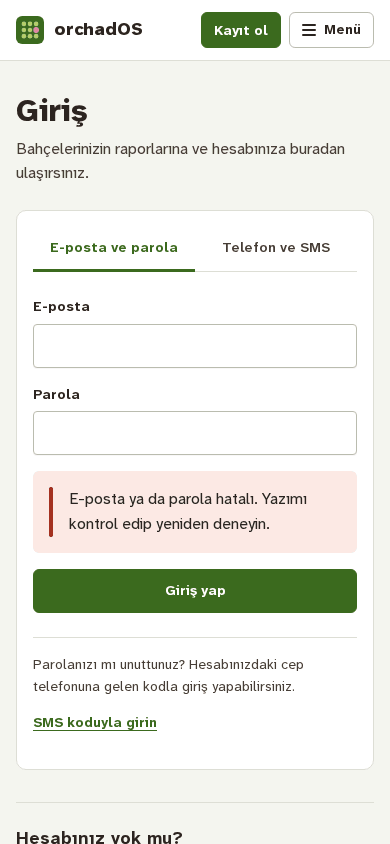 orchadOS
Kayıt ol
Menü
Giriş
Bahçelerinizin raporlarına ve hesabınıza buradan
ulaşırsınız.
E-posta ve parola
Telefon ve SMS
E-posta
Parola
E-posta ya da parola hatalı. Yazımı
kontrol edip yeniden deneyin.
Giriş yap
Parolanızı mı unuttunuz? Hesabınızdaki cep
telefonuna gelen kodla giriş yapabilirsiniz.
SMS koduyla girin
Hesabınız yok mu?